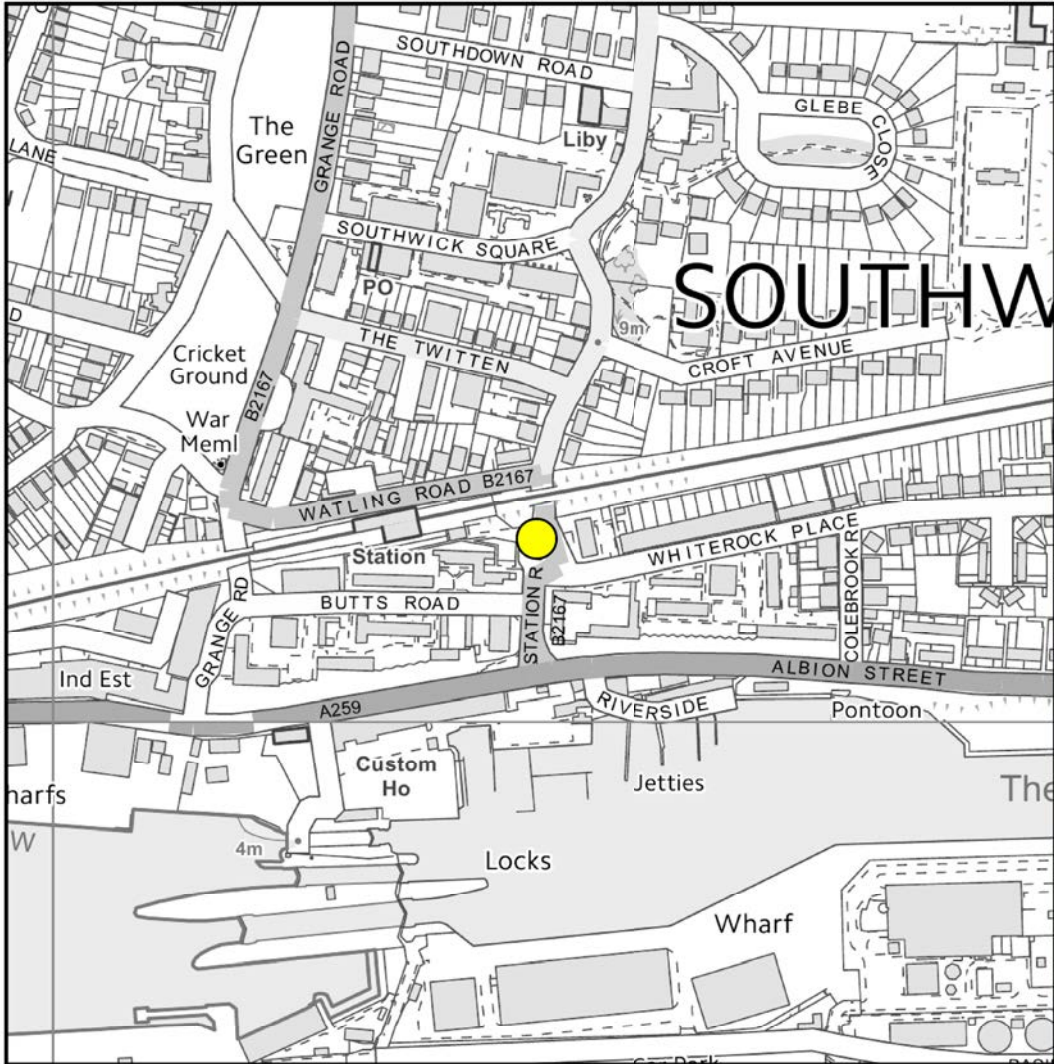 SOUTHDOWN ROAD
GRANGE ROAD
GLEBE CLOSE
The
Green
Liby
LANE
SOUTHWICK SQUARE
PO
SOUTHW
9m
THE TWITTEN
CROFT AVENUE
Cricket
Ground
B2167
War
Meml
WATLING ROAD B2167
Station
WHITEROCK PLACE
STATION R
B2167
COLEBROOK RD
GRANGE RD
BUTTS ROAD
ALBION STREET
Ind Est
RIVERSIDE
A259
Pontoon
Custom
Ho
Jetties
The
W
4m
Locks
Wharf